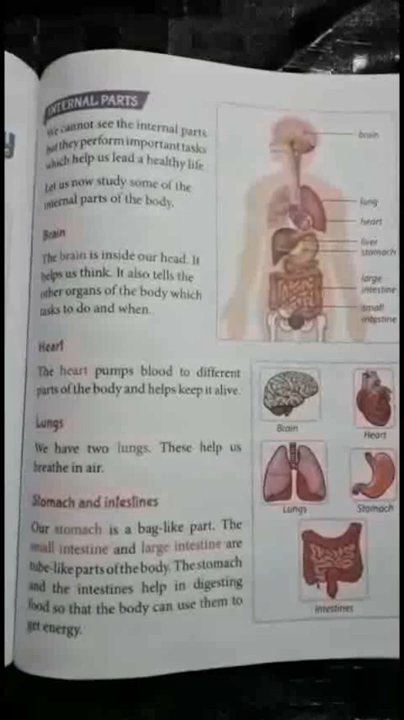 INTERNAL PARTS
We cannot see the internal parts
but they perform important tasks
which help us lead a healthy life.
Let us now study some of the
internal parts of the body.
Brain
The brain is inside our head. It
helps us think. It also tells the
other organs of the body which
tasks to do and when.
Heart
The heart pumps blood to different
parts of the body and helps keep it alive.
Lungs
We have two lungs. These help us
breathe in air.
Stomach and intestines
Our stomach is a bag-like part. The
small intestine and large intestine are
tube-like parts of the body. The stomach
and the intestines help in digesting
food so that the body can use them to
get energy.
brain
lung
heart
liver
stomach
large
intestine
small
intestine
Brain
Heart
Lungs
Stomach
Intestines